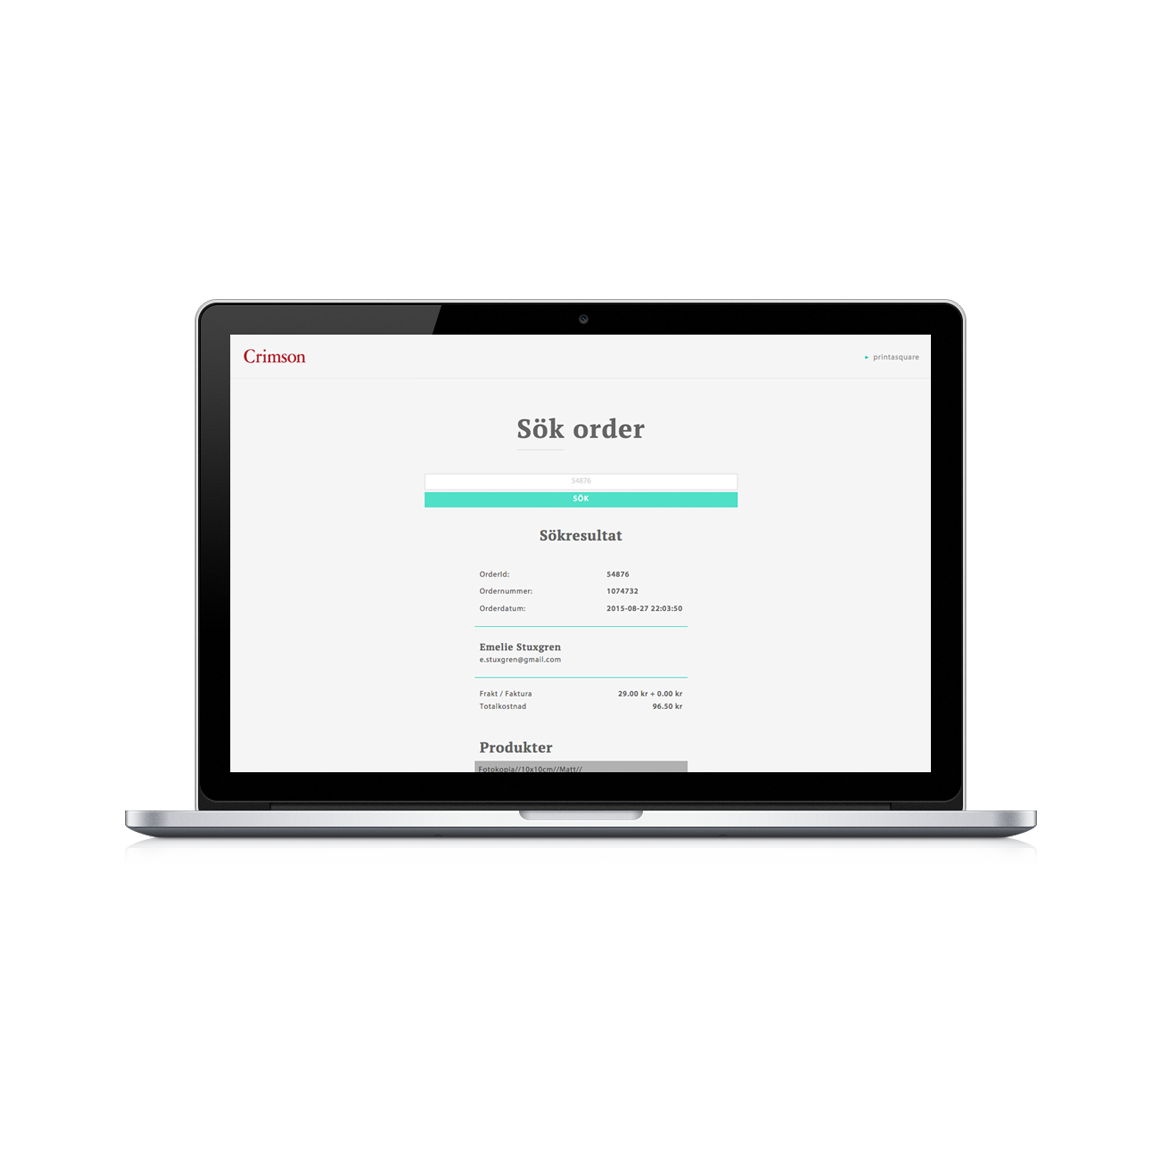 Crimson
printasquare
Sök order
54876
SÖK
Sökresultat
OrderId: 54876
Ordernummer: 1074732
Orderdatum: 2015-08-27 22:03:50
Emelie Stuxgren
e.stuxgren@gmail.com
Frakt / Faktura 29.00 kr + 0.00 kr
Totalkostnad 96.50 kr
Produkter
Fotokopia//10x10cm//Matt//